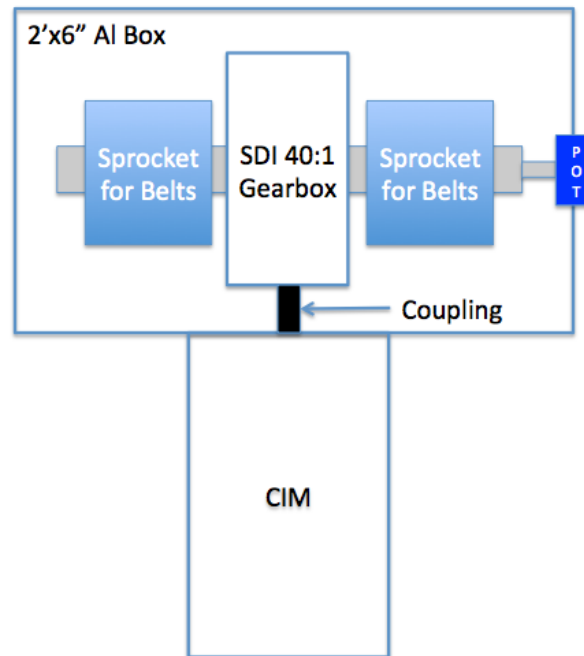 2’x6” Al Box
Sprocket
for Belts
SDI 40:1
Gearbox
Sprocket
for Belts
P
O
T
Coupling
CIM